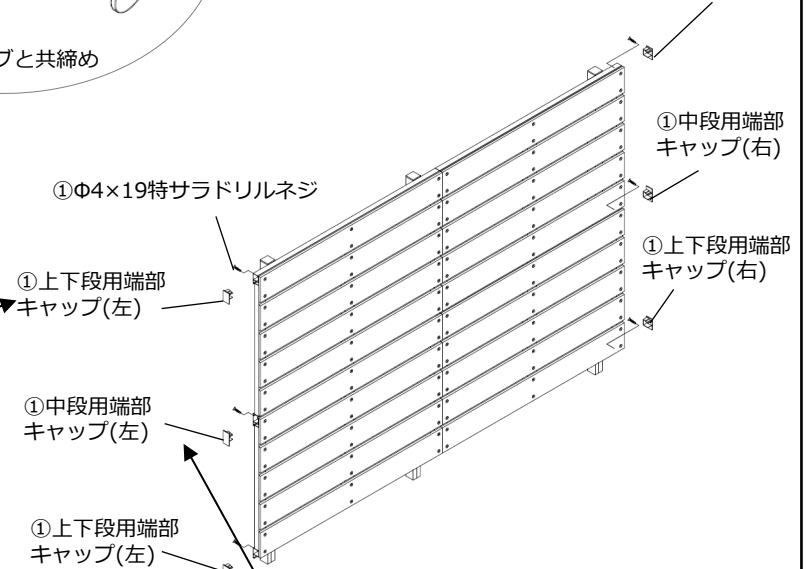 ブと共締め
①中段用端部
キャップ(右)
①Φ4×19特サラドリルネジ
①上下段用端部
キャップ(右)
①上下段用端部
キャップ(左)
①中段用端部
キャップ(左)
①上下段用端部
キャップ(左)